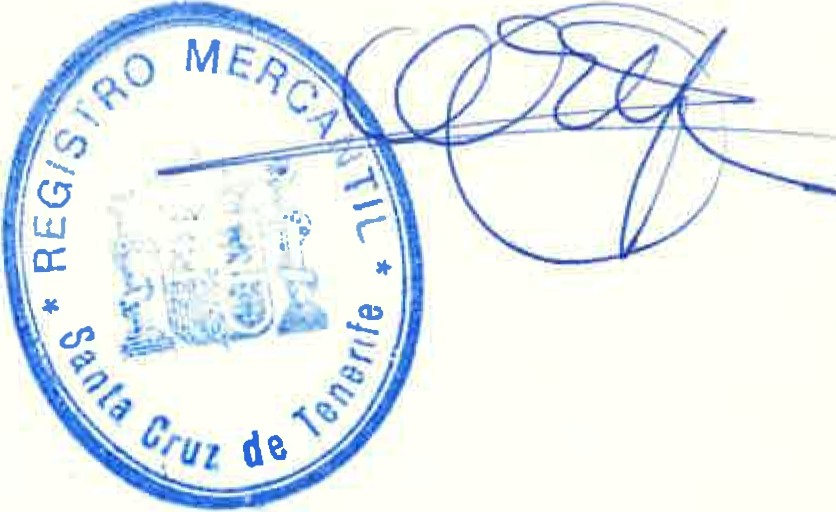 * REGISTRO MERCANTIL *
Santa Cruz de Tenerife